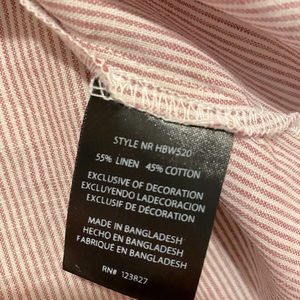 STYLE NR HBW520
55% LINEN 45% COTTON
EXCLUSIVE OF DECORATION
EXCLUYENDO LADECORACION
EXCLUSIF DE DÉCORATION
MADE IN BANGLADESH
HECHO EN BANGLADESH
FABRIQUÉ EN BANGLADESH
RN# 123827